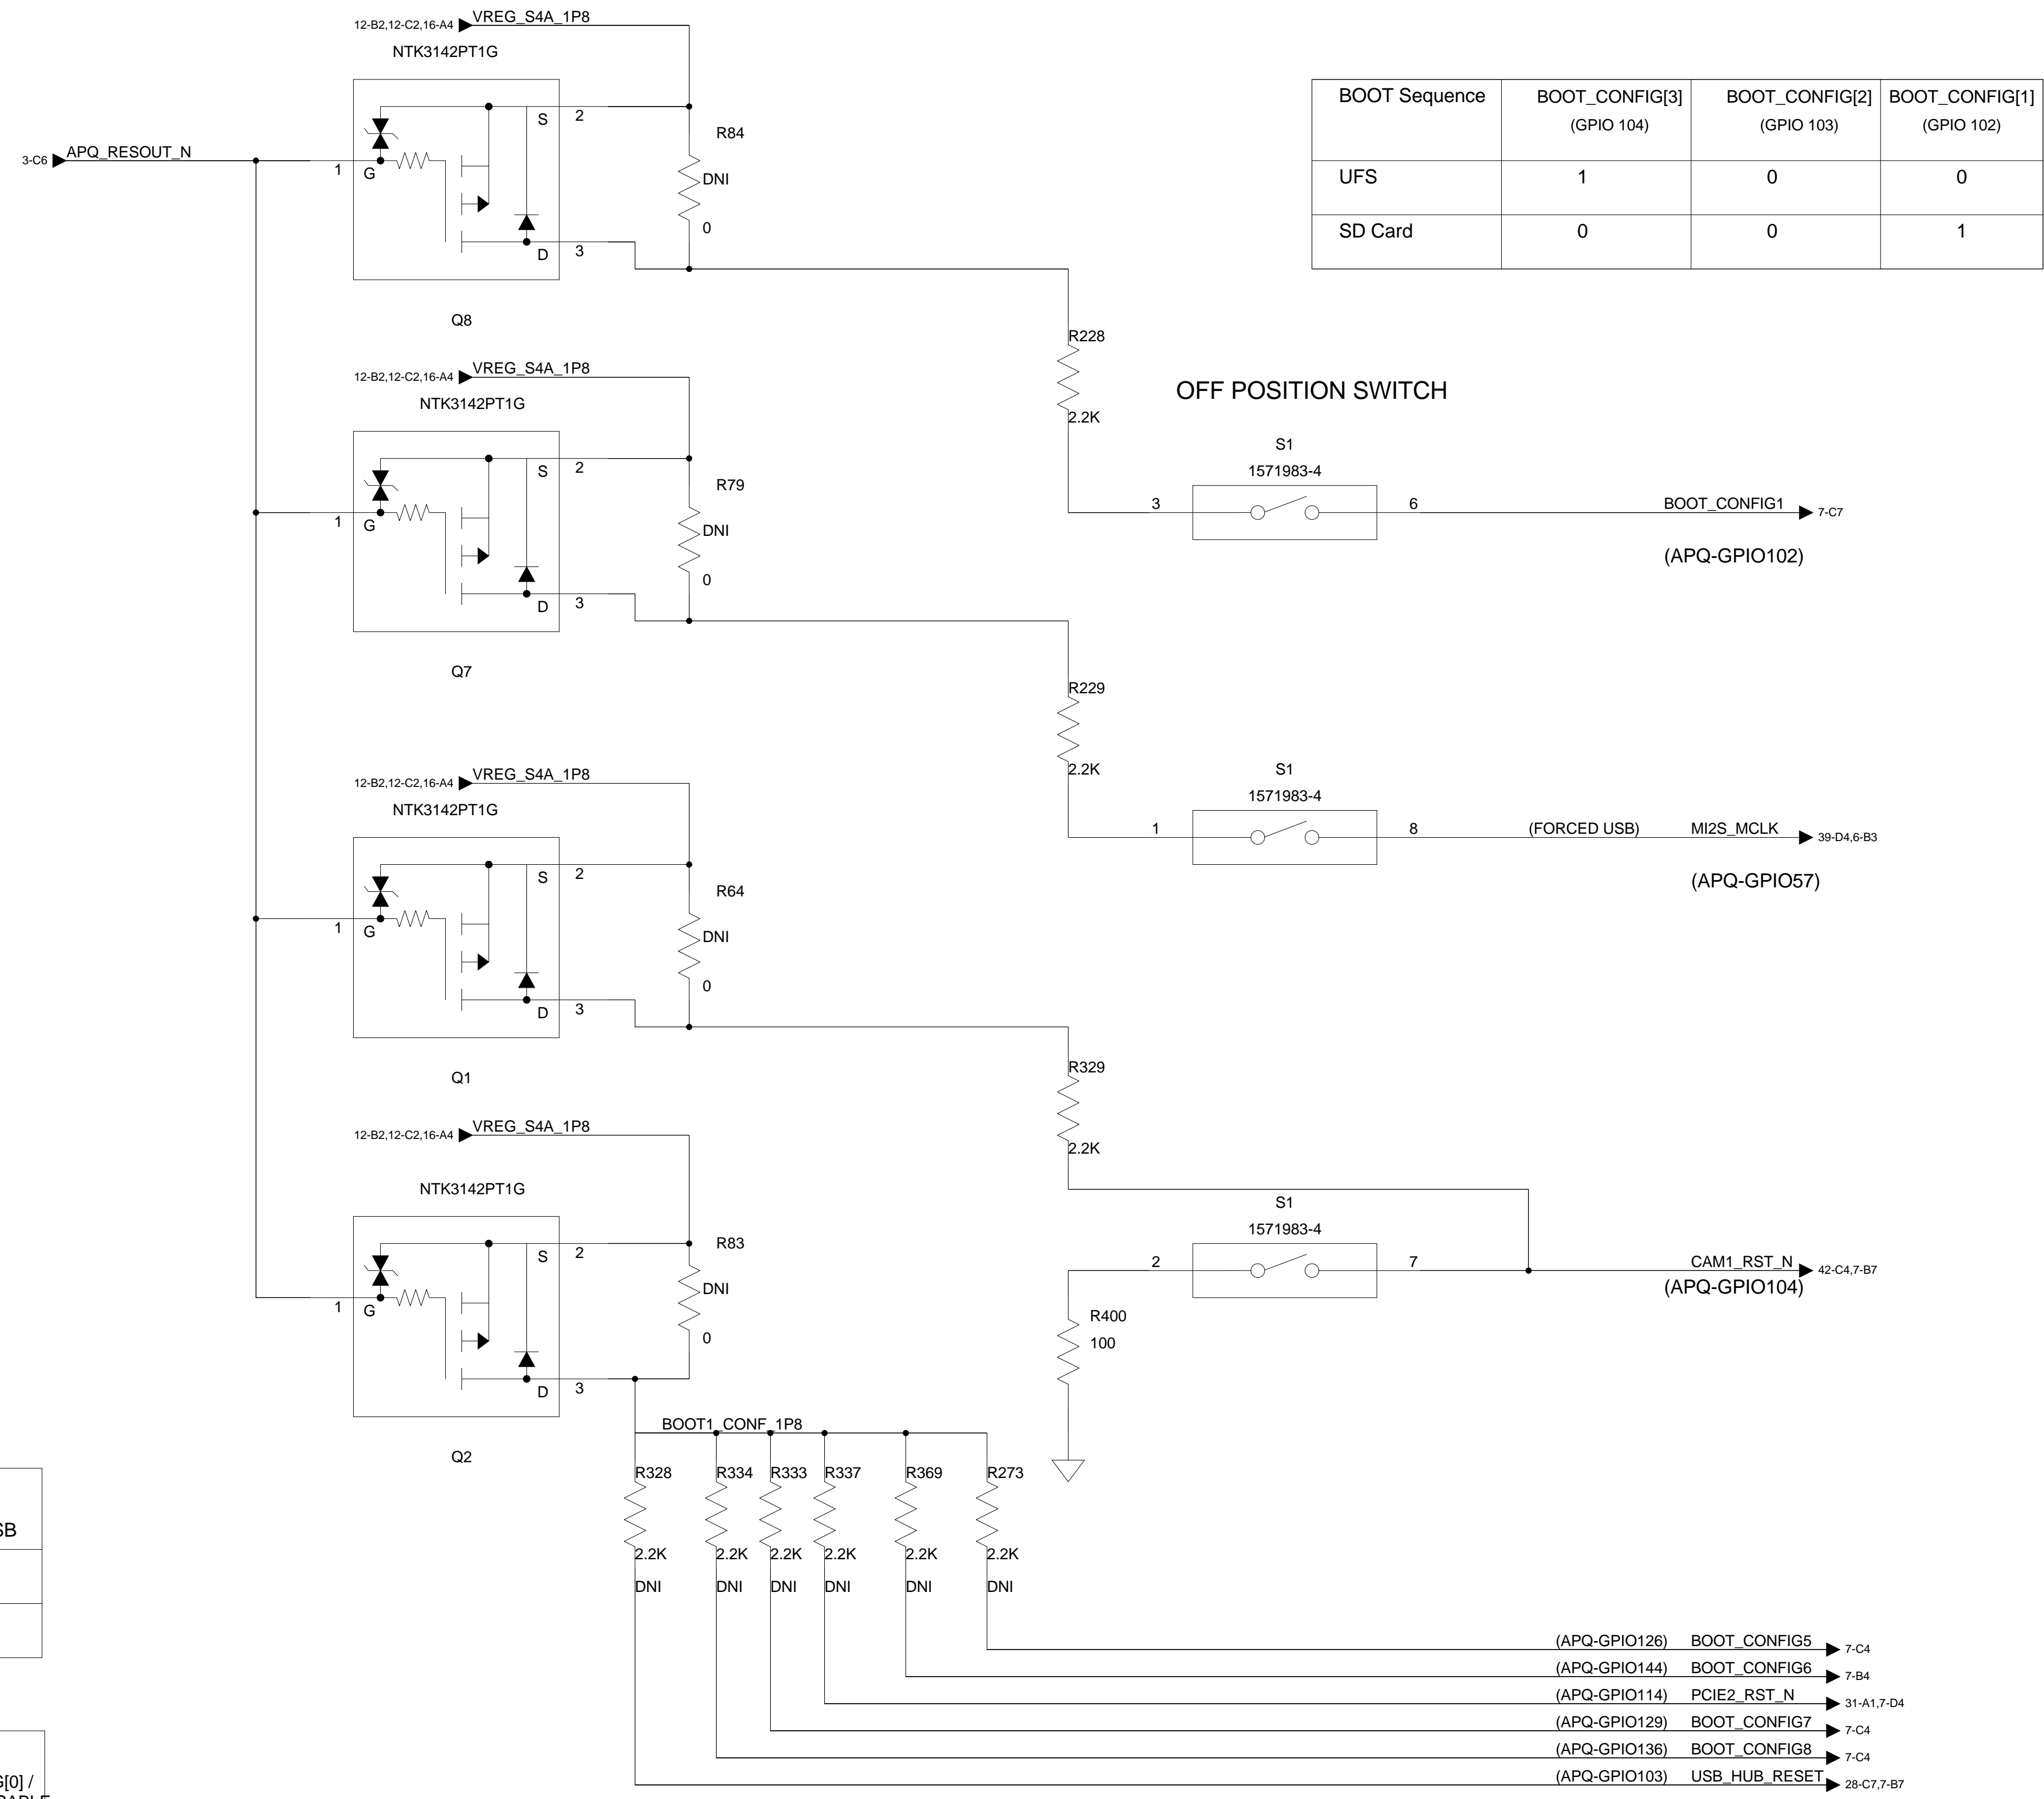 12-B2,12-C2,16-A4 VREG_S4A_1P8
NTK3142PT1G
3-C6 APQ_RESOUT_N
1 G
S 2
D 3
R84
DNI
0
Q8
BOOT Sequence BOOT_CONFIG[3] BOOT_CONFIG[2] BOOT_CONFIG[1]
(GPIO 104) (GPIO 103) (GPIO 102)
UFS 1 0 0
SD Card 0 0 1
R228
2.2K
12-B2,12-C2,16-A4 VREG_S4A_1P8
NTK3142PT1G
1 G
S 2
D 3
R79
DNI
0
Q7
OFF POSITION SWITCH
S1
1571983-4
3 6 BOOT_CONFIG1 7-C7
(APQ-GPIO102)
R229
2.2K
S1
1571983-4
1 8 (FORCED USB) MI2S_MCLK 39-D4,6-B3
(APQ-GPIO57)
12-B2,12-C2,16-A4 VREG_S4A_1P8
NTK3142PT1G
1 G
S 2
D 3
R64
DNI
0
Q1
R329
2.2K
12-B2,12-C2,16-A4 VREG_S4A_1P8
NTK3142PT1G
1 G
S 2
D 3
R83
DNI
0
Q2
S1
1571983-4
2 7 CAM1_RST_N 42-C4,7-B7
(APQ-GPIO104)
R400
100
BOOT1_CONF_1P8
R328 R334 R333 R337 R369 R273
2.2K 2.2K 2.2K 2.2K 2.2K 2.2K
DNI DNI DNI DNI DNI DNI
(APQ-GPIO126) BOOT_CONFIG5 7-C4
(APQ-GPIO144) BOOT_CONFIG6 7-B4
(APQ-GPIO114) PCIE2_RST_N 31-A1,7-D4
(APQ-GPIO129) BOOT_CONFIG7 7-C4
(APQ-GPIO136) BOOT_CONFIG8 7-C4
(APQ-GPIO103) USB_HUB_RESET 28-C7,7-B7
G[0] /